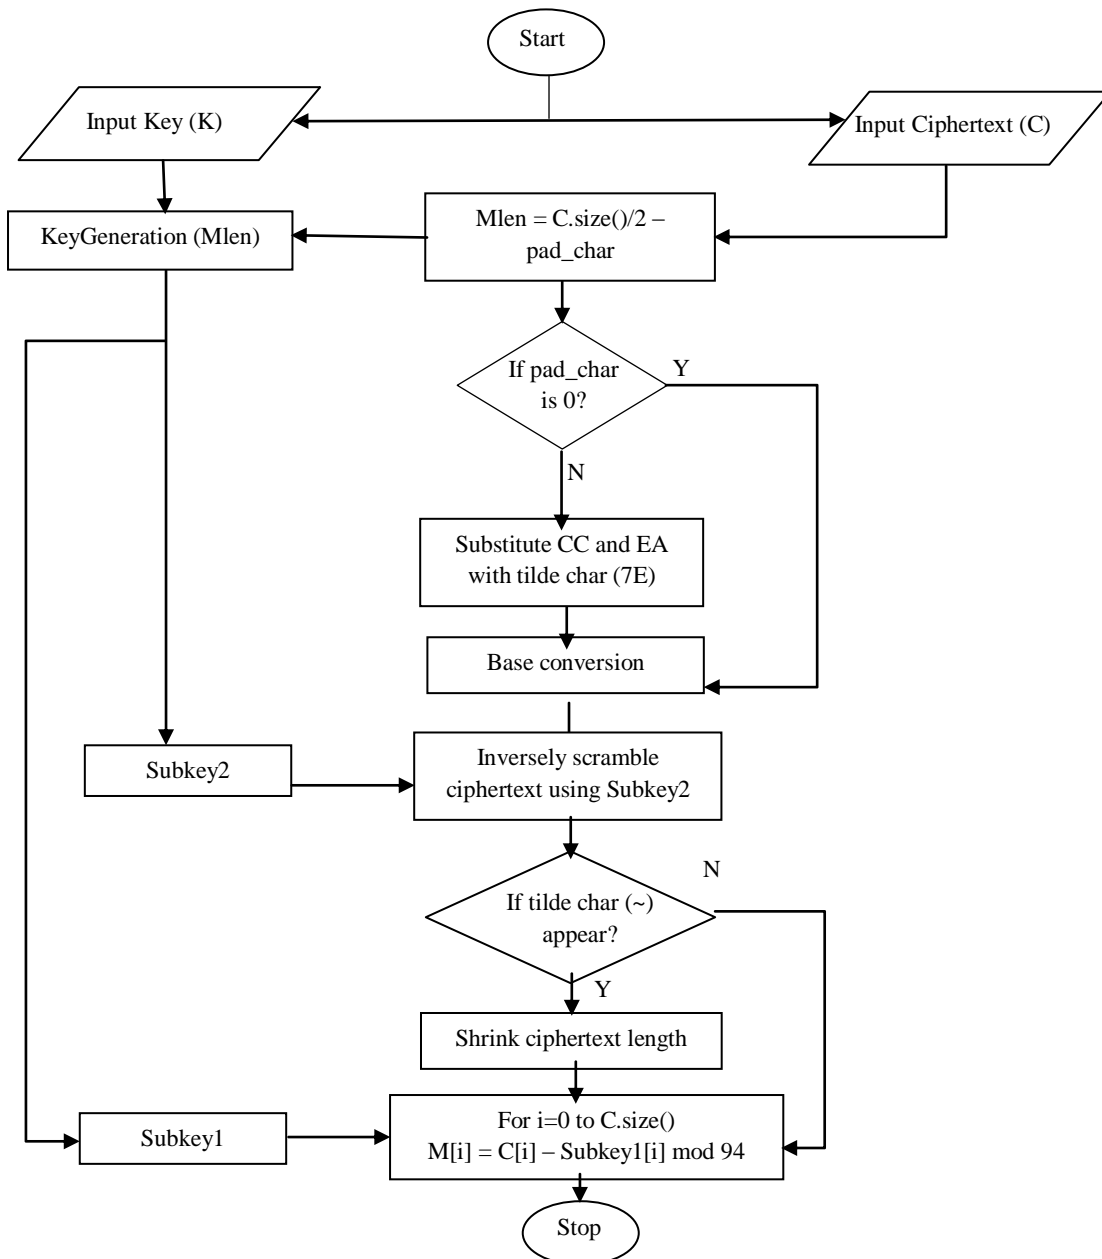 Start
Input Key (K)
Input Ciphertext (C)
KeyGeneration (Mlen)
Mlen = C.size()/2 –
pad_char
If pad_char
is 0?
Y
N
Substitute CC and EA
with tilde char (7E)
Base conversion
Subkey2
Inversely scramble
ciphertext using Subkey2
If tilde char (~)
appear?
N
Y
Shrink ciphertext length
Subkey1
For i=0 to C.size()
M[i] = C[i] – Subkey1[i] mod 94
Stop